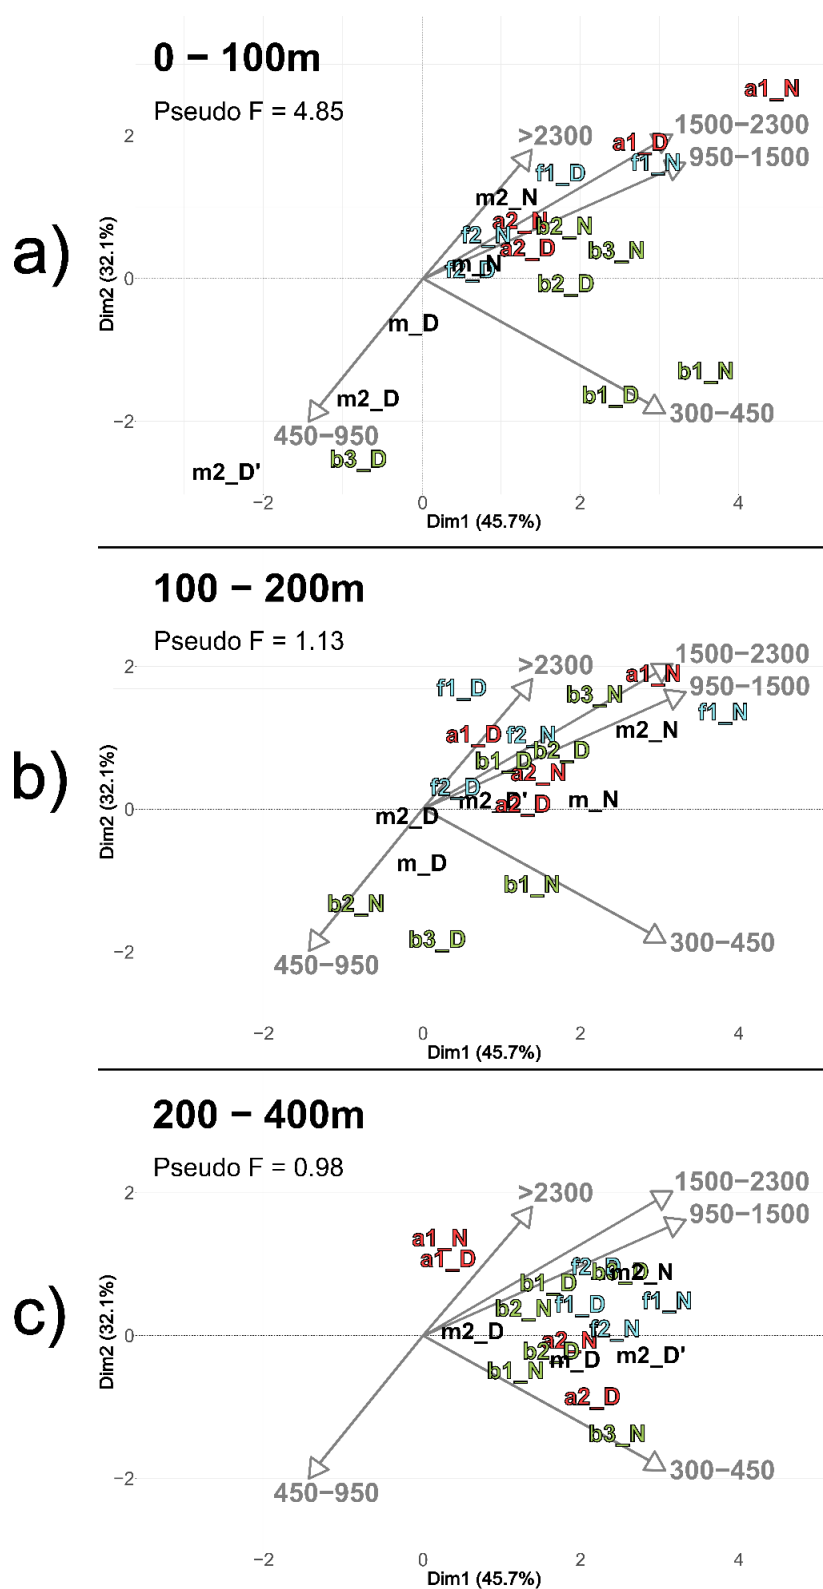 0 − 100m
Pseudo F = 4.85
a1_N
2
>2300
1500−2300
a1_D
950−1500
f1_N
f1_D
m2_N
a2_N
b2_N
f2_N
a2_D
b3_N
a)
m_N
f2_D
0
b2_D
Dim2 (32.1%)
m_D
b1_N
b1_D
m2_D
300−450
−2
450−950
b3_D
m2_D'
−2
0
2
4
Dim1 (45.7%)
100 − 200m
Pseudo F = 1.13
2
>2300
1500−2300
a1_N
950−1500
f1_D
b3_N
f1_N
m2_N
a1_D
f2_N
b2_D
b1_D
a2_N
b)
f2_D
m2_D'
a2_D
m_N
0
m2_D
Dim2 (32.1%)
m_D
b1_N
b2_N
b3_D
300−450
−2
450−950
−2
0
2
4
Dim1 (45.7%)
200 − 400m
Pseudo F = 0.98
2
>2300
1500−2300
950−1500
a1_N
a1_D
f2_D
b3_D
m2_N
b1_D
f1_D
f1_N
b2_N
c)
m2_D
f2_N
0
a2_N
b2_D
m_D
m2_D'
b1_N
Dim2 (32.1%)
a2_D
b3_N
300−450
−2
450−950
−2
0
2
4
Dim1 (45.7%)